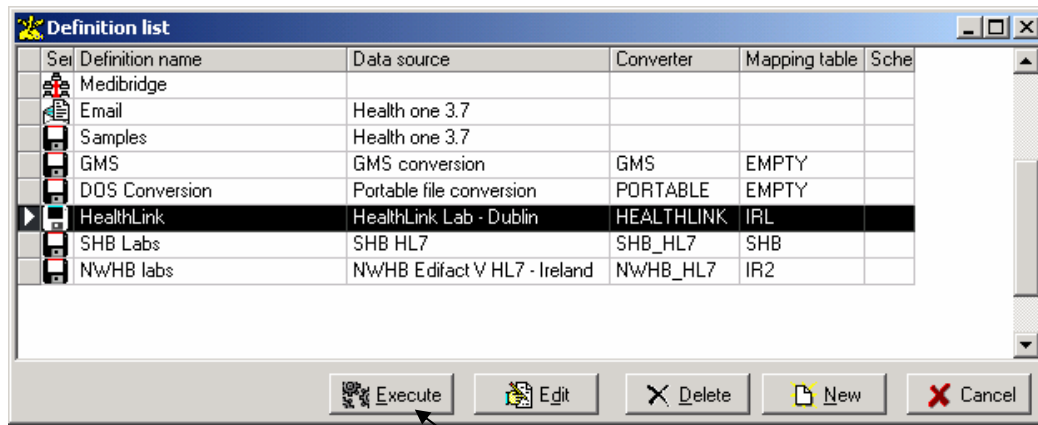 Definition list
Ser Definition name Data source Converter Mapping table Sche
Medibridge
Email Health one 3.7
Samples Health one 3.7
GMS GMS conversion GMS EMPTY
DOS Conversion Portable file conversion PORTABLE EMPTY
HealthLink HealthLink Lab - Dublin HEALTHLINK IRL
SHB Labs SHB HL7 SHB_HL7 SHB
NWHB labs NWHB Edifact V HL7 - Ireland NWHB_HL7 IR2
Execute Edit Delete New Cancel